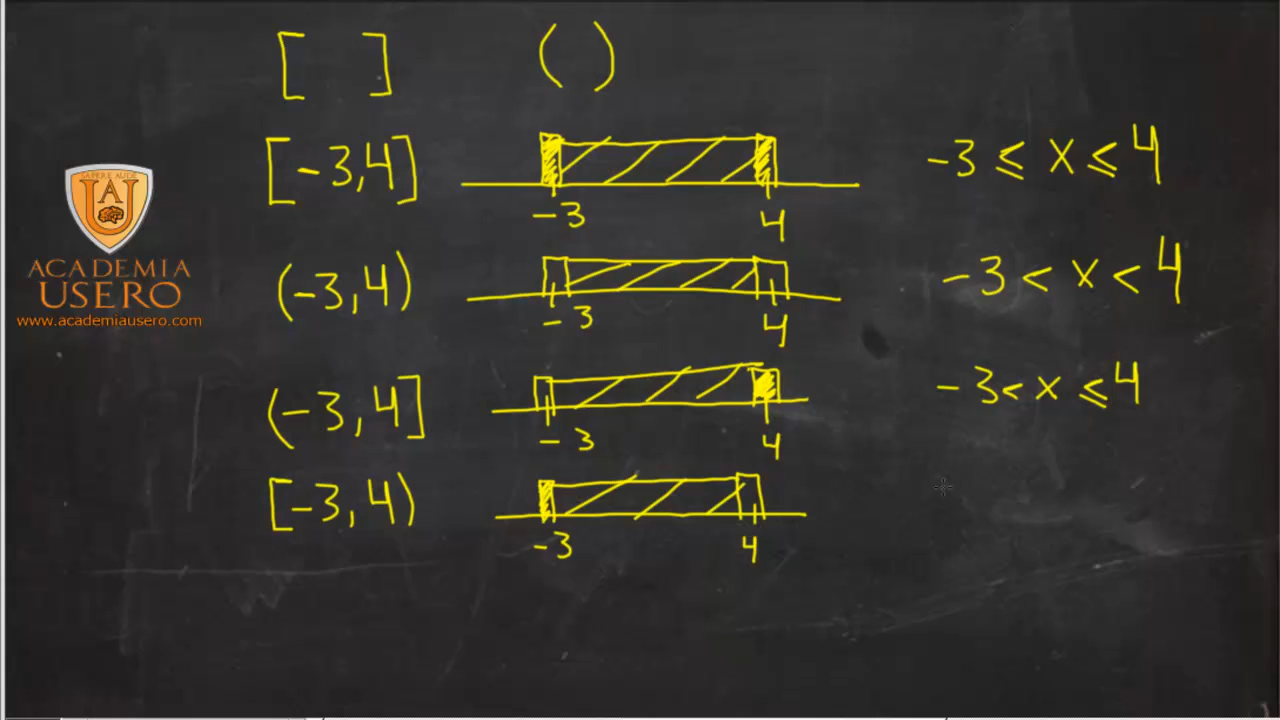 [ ] ( )
[-3,4] -3 4 -3 ≤ x ≤ 4
(-3,4) -3 4 -3 < x < 4
(-3,4] -3 4 -3 < x ≤ 4
[-3,4) -3 4
SAPERE AUDE
UA
ACADEMIA
USERO
www.academiausero.com